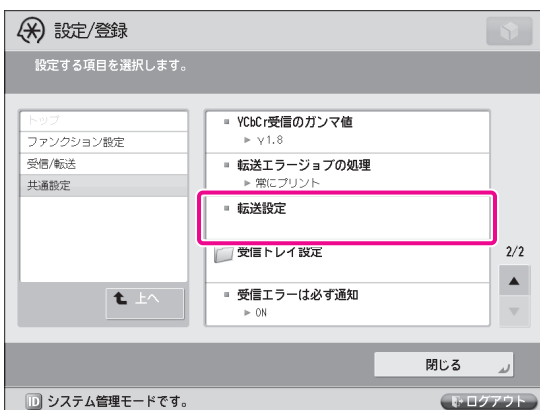 設定/登録
設定する項目を選択します。
トップ
ファンクション設定
受信/転送
共通設定
上へ
YCbCr受信のガンマ値
γ1.8
転送エラージョブの処理
常にプリント
転送設定
受信トレイ設定
受信エラーは必ず通知
ON
2/2
閉じる
ID システム管理モードです。
ログアウト